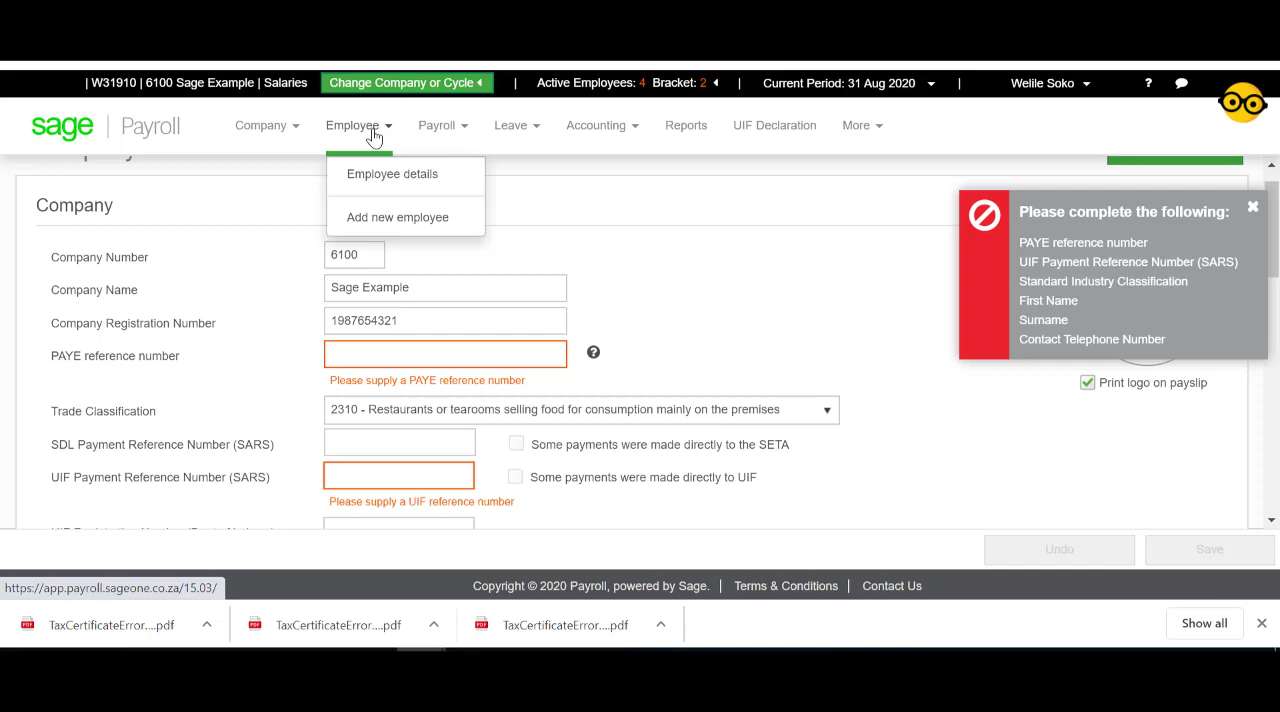 | W31910 | 6100 Sage Example | Salaries Change Company or Cycle | Active Employees: 4 Bracket: 2 | Current Period: 31 Aug 2020 | Welile Soko ?
sage | Payroll Company Employee Payroll Leave Accounting Reports UIF Declaration More
Employee details
Add new employee
Company
Please complete the following:
PAYE reference number
UIF Payment Reference Number (SARS)
Standard Industry Classification
First Name
Surname
Contact Telephone Number
Company Number 6100
Company Name Sage Example
Company Registration Number 1987654321
PAYE reference number ?
Please supply a PAYE reference number
Print logo on payslip
Trade Classification 2310 - Restaurants or tearooms selling food for consumption mainly on the premises
SDL Payment Reference Number (SARS) Some payments were made directly to the SETA
UIF Payment Reference Number (SARS) Some payments were made directly to UIF
Please supply a UIF reference number
Undo Save
https://app.payroll.sageone.co.za/15.03/
Copyright © 2020 Payroll, powered by Sage. | Terms & Conditions | Contact Us
TaxCertificateError....pdf TaxCertificateError....pdf TaxCertificateError....pdf Show all